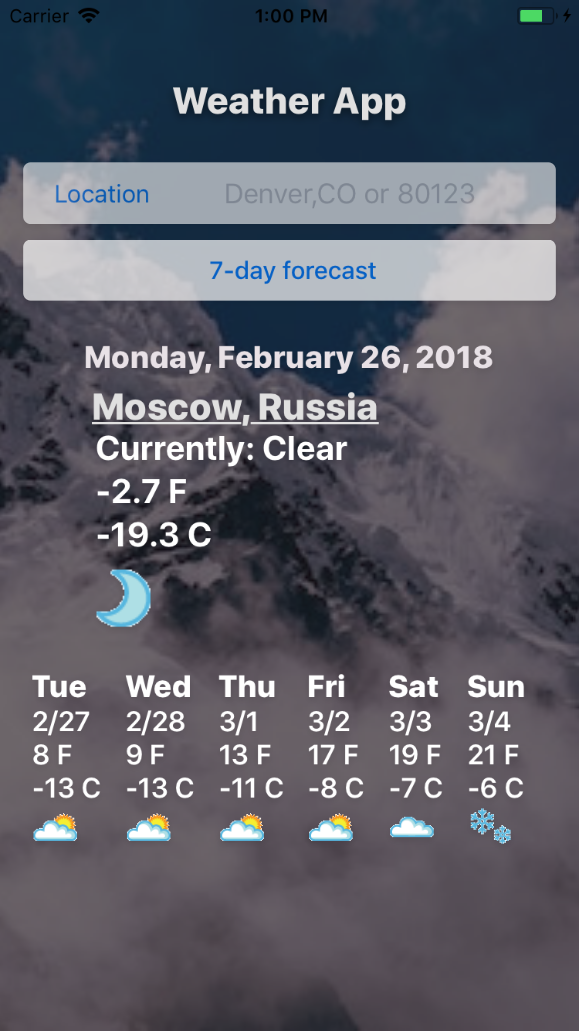 Carrier 1:00 PM
Weather App
Location Denver,CO or 80123
7-day forecast
Monday, February 26, 2018
Moscow, Russia
Currently: Clear
-2.7 F
-19.3 C
Tue Wed Thu Fri Sat Sun
2/27 2/28 3/1 3/2 3/3 3/4
8 F 9 F 13 F 17 F 19 F 21 F
-13 C -13 C -11 C -8 C -7 C -6 C